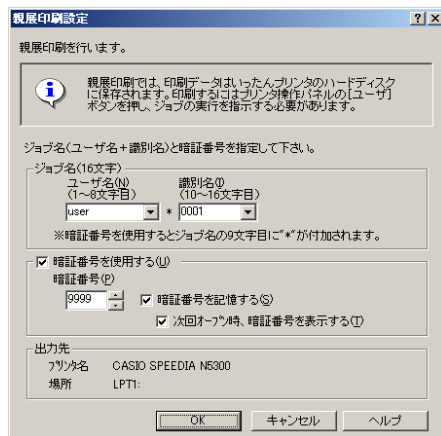 親展印刷設定
親展印刷を行います。
親展印刷では、印刷データはいったんプリンタのハードディスク
に保存されます。印刷するにはプリンタ操作パネルの[ユーザ]
ボタンを押し、ジョブの実行を指示する必要があります。
ジョブ名(ユーザ名+識別名)と暗証番号を指定して下さい。
ジョブ名(16文字)
ユーザ名(N) 識別名(I)
(1~8文字目) (10~16文字目)
user * 0001
※暗証番号を使用するとジョブ名の9文字目に"*"が付加されます。
暗証番号を使用する(U)
暗証番号(P)
9999 暗証番号を記憶する(S)
次回オープン時、暗証番号を表示する(T)
出力先
プリンタ名 CASIO SPEEDIA N5300
場所 LPT1:
OK キャンセル ヘルプ